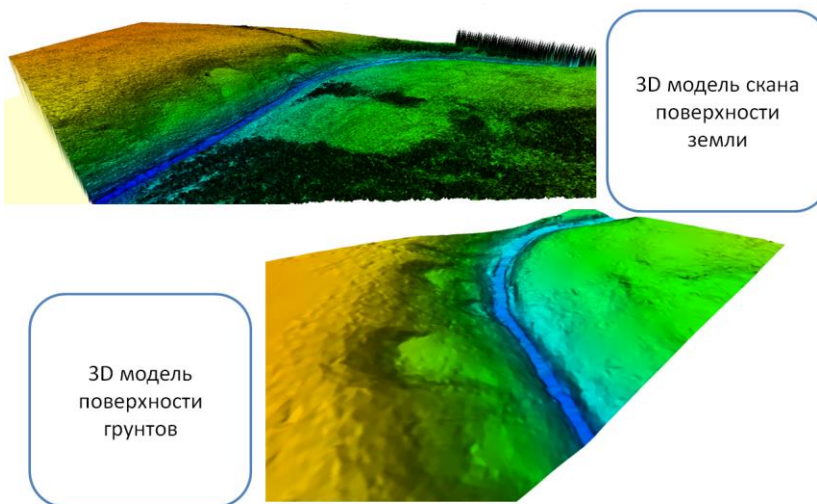 3D модель скана
поверхности
земли
3D модель
поверхности
грунтов